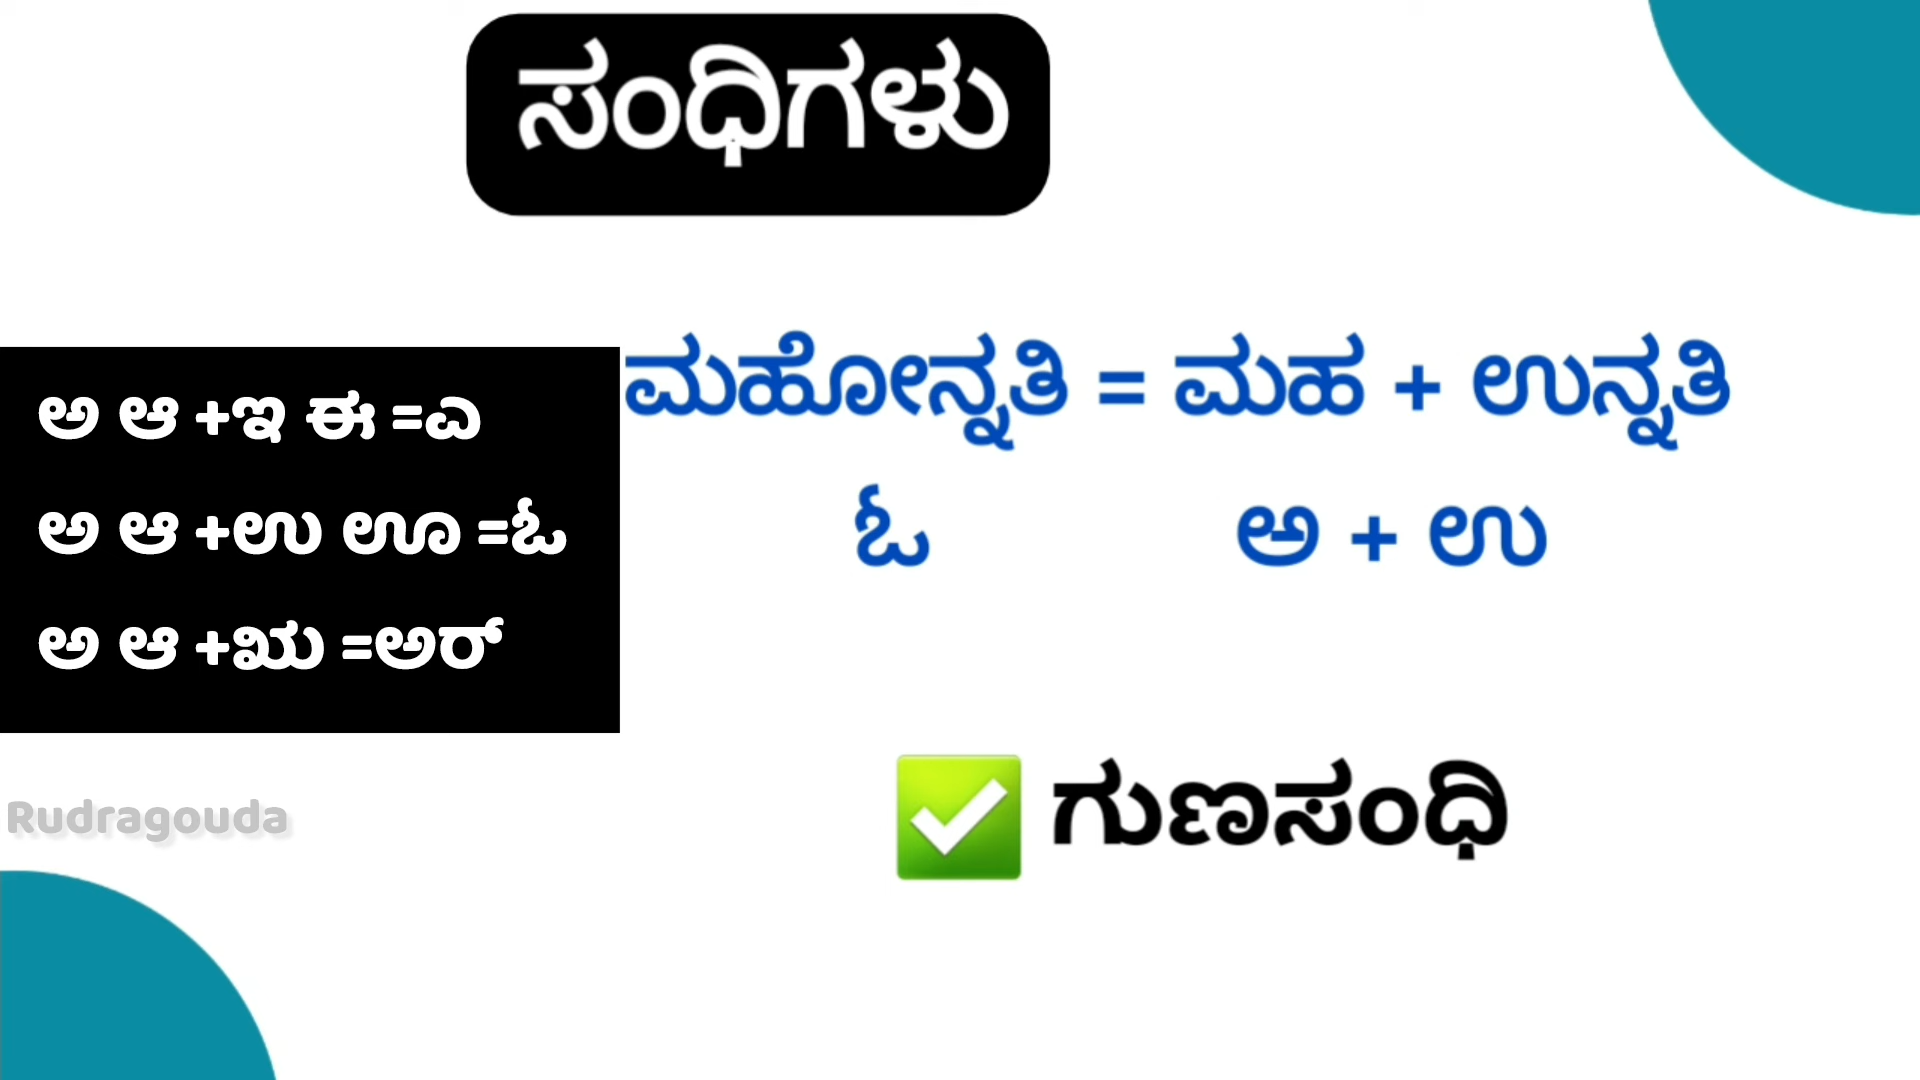 ಸಂಧಿಗಳು
ಮಹೋನ್ನತಿ = ಮಹ + ಉನ್ನತಿ
ಓ ಅ + ಉ
ಅ ಆ +ಇ ಈ =ಎ
ಅ ಆ +ಉ ಊ =ಓ
ಅ ಆ +ಋ =ಅರ್
✅ ಗುಣಸಂಧಿ
Rudragouda